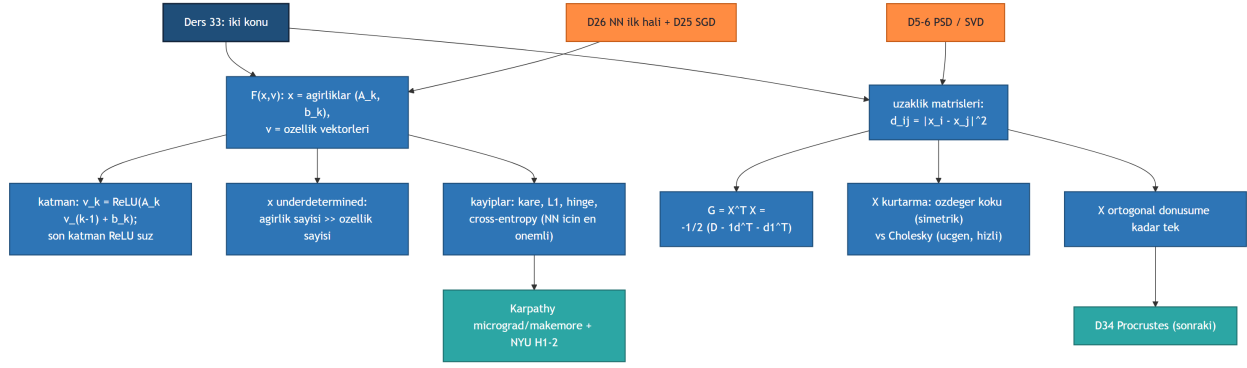 Ders 33: iki konu
D26 NN ilk hali + D25 SGD
D5-6 PSD / SVD
F(x,v): x = agirliklar (A_k,
b_k),
v = ozellik vektorleri
uzaklik matrisleri:
d_ij = |x_i - x_j|^2
katman: v_k = ReLU(A_k
v_(k-1) + b_k);
son katman ReLU suz
x underdetermined:
agirlik sayisi >> ozellik
sayisi
kayiplar: kare, L1, hinge,
cross-entropy (NN icin en
onemli)
G = X^T X =
-1/2 (D - 1d^T - d1^T)
X kurtarma: ozdeger koku
(simetrik)
vs Cholesky (ucgen, hizli)
X ortogonal donusume
kadar tek
Karpathy
micrograd/makemore +
NYU H1-2
D34 Procrustes (sonraki)